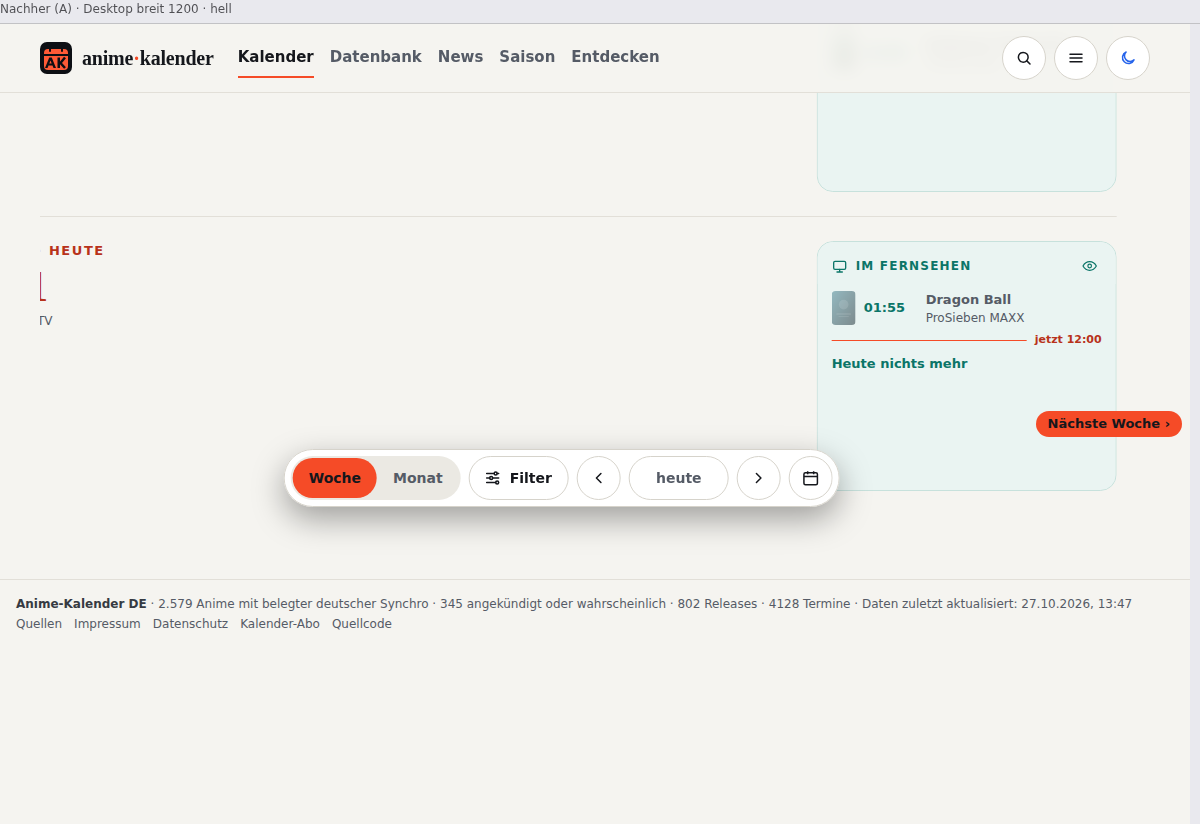 Nachher (A) · Desktop breit 1200 · hell
AK anime·kalender Kalender Datenbank News Saison Entdecken
HEUTE
IM FERNSEHEN
01:55 Dragon Ball
TV ProSieben MAXX
jetzt 12:00
Heute nichts mehr
Nächste Woche ›
Woche Monat Filter heute
Anime-Kalender DE · 2.579 Anime mit belegter deutscher Synchro · 345 angekündigt oder wahrscheinlich · 802 Releases · 4128 Termine · Daten zuletzt aktualisiert: 27.10.2026, 13:47
Quellen Impressum Datenschutz Kalender-Abo Quellcode